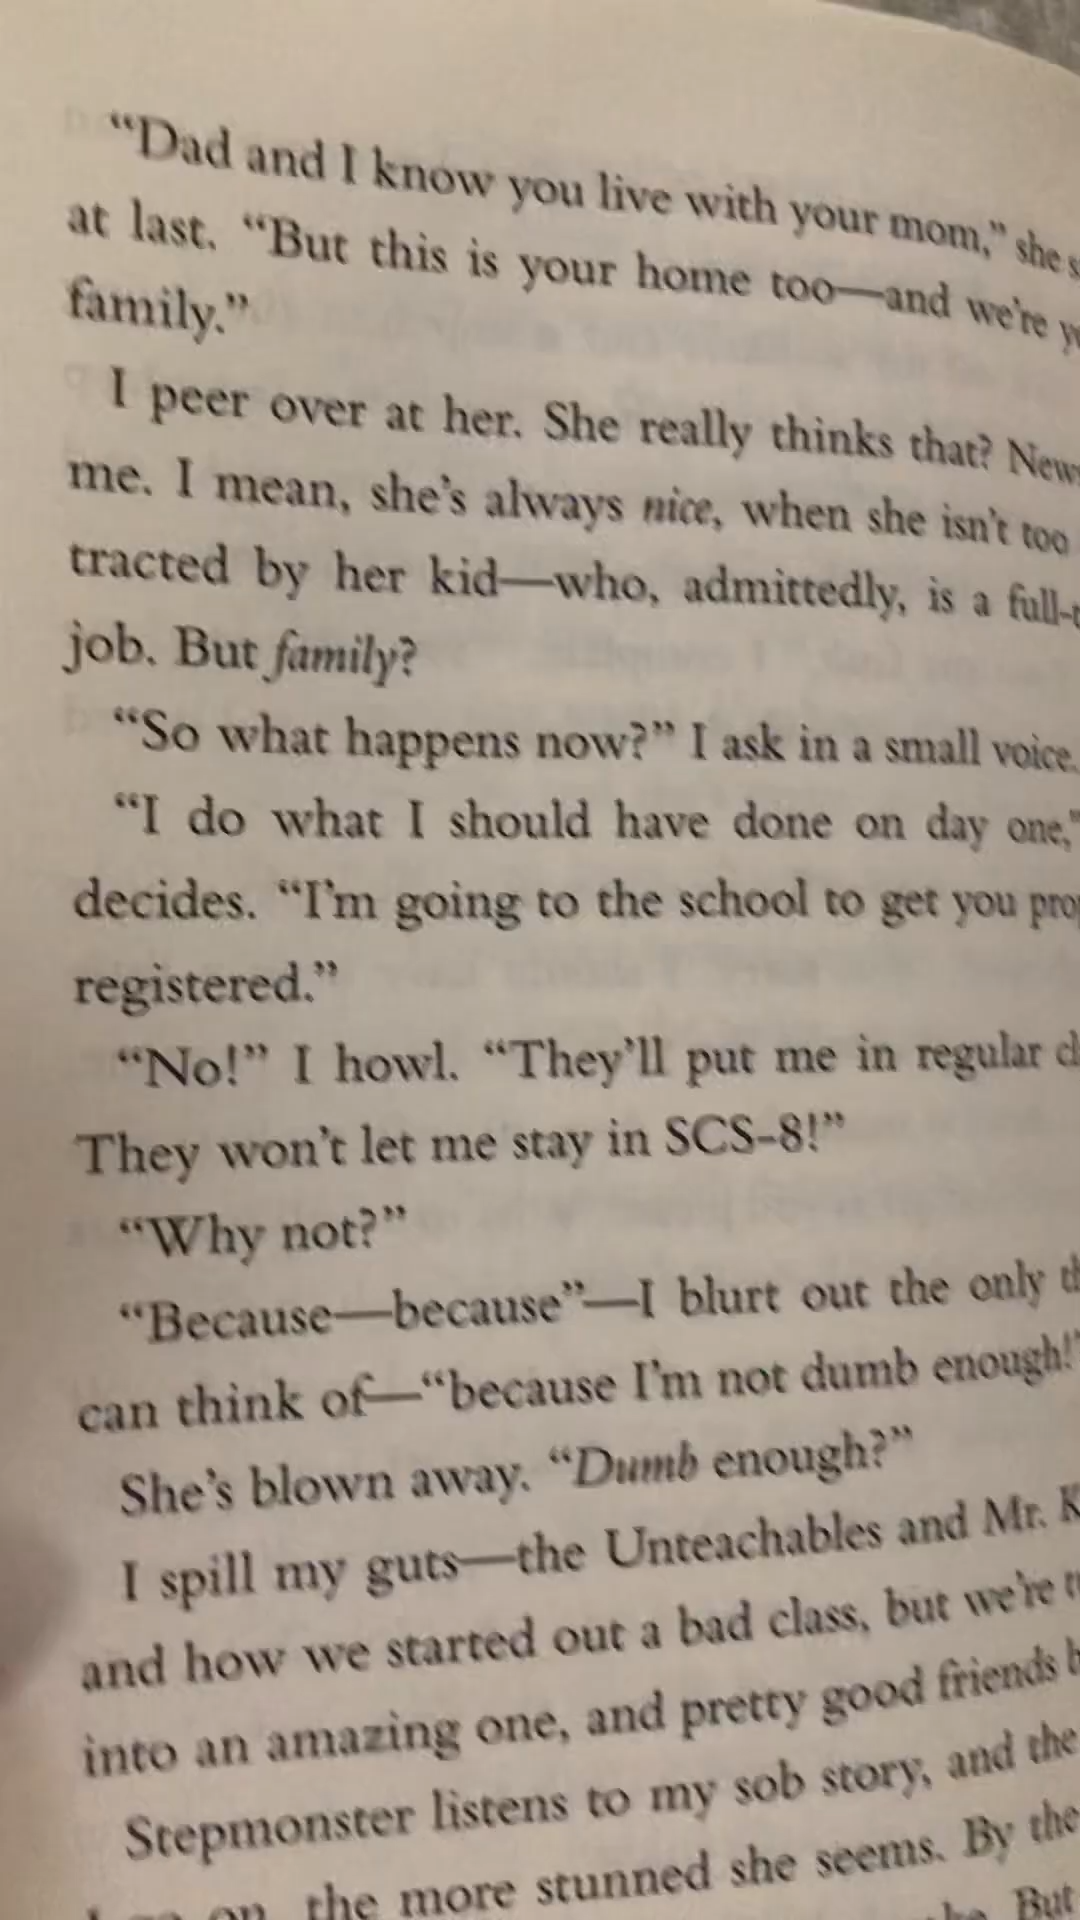 “Dad and I know you live with your mom,” she
at last. “But this is your home too—and we’re
family.”
I peer over at her. She really thinks that?
me. I mean, she’s always nice, when she isn’t too
tracted by her kid—who, admittedly, is a
job. But family?
“So what happens now?” I ask in a small voice.
“I do what I should have done on day one,”
decides. “I’m going to the school to get you
registered.”
“No!” I howl. “They’ll put me in regular
They won’t let me stay in SCS-8!”
“Why not?”
“Because—because”—I blurt out the only
can think of—“because I’m not dumb enough!”
She’s blown away. “Dumb enough?”
I spill my guts—the Unteachables and Mr.
and how we started out a bad class, but we’re
into an amazing one, and pretty good friends
Stepmonster listens to my sob story, and the
on, the more stunned she seems. By the
But